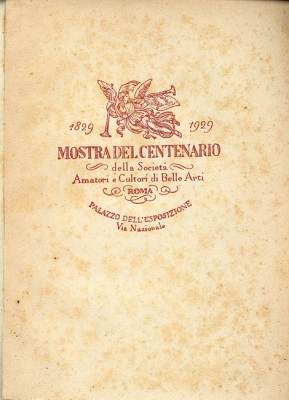 1829 1929
MOSTRA DEL CENTENARIO
della Società
Amatori e Cultori di Belle Arti
ROMA
PALAZZO DELL'ESPOSIZIONE
Via Nazionale